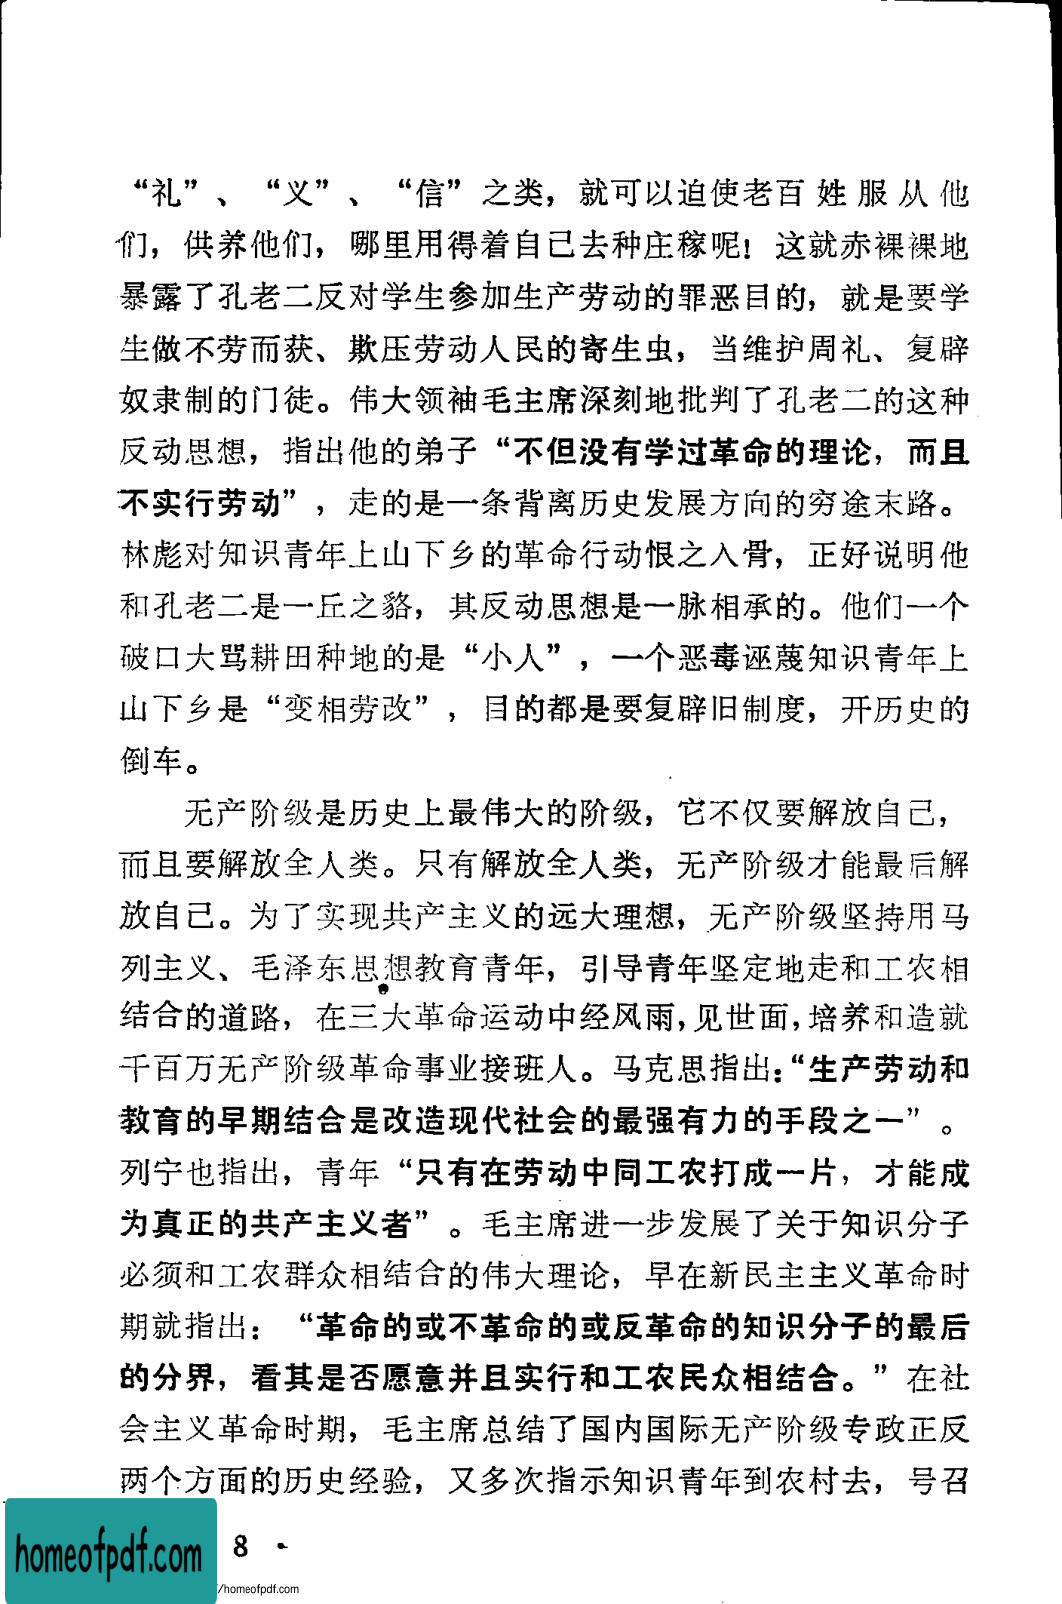 “礼”、“义”、“信”之类，就可以迫使老百姓服从他
们，供养他们，哪里用得着自己去种庄稼呢！这就赤裸裸地
暴露了孔老二反对学生参加生产劳动的罪恶目的，就是要学
生做不劳而获、欺压劳动人民的寄生虫，当维护周礼、复辟
奴隶制的门徒。伟大领袖毛主席深刻地批判了孔老二的这种
反动思想，指出他的弟子“不但没有学过革命的理论，而且
不实行劳动”，走的是一条背离历史发展方向的穷途末路。
林彪对知识青年上山下乡的革命行动恨之入骨，正好说明他
和孔老二是一丘之貉，其反动思想是一脉相承的。他们一个
破口大骂耕田种地的是“小人”，一个恶毒诬蔑知识青年上
山下乡是“变相劳改”，目的都是要复辟旧制度，开历史的
倒车。
无产阶级是历史上最伟大的阶级，它不仅要解放自己，
而且要解放全人类。只有解放全人类，无产阶级才能最后解
放自己。为了实现共产主义的远大理想，无产阶级坚持用马
列主义、毛泽东思想教育青年，引导青年坚定地走和工农相
结合的道路，在三大革命运动中经风雨，见世面，培养和造就
千百万无产阶级革命事业接班人。马克思指出：“生产劳动和
教育的早期结合是改造现代社会的最强有力的手段之一”。
列宁也指出，青年“只有在劳动中同工农打成一片，才能成
为真正的共产主义者”。毛主席进一步发展了关于知识分子
必须和工农群众相结合的伟大理论，早在新民主主义革命时
期就指出：“革命的或不革命的或反革命的知识分子的最后
的分界，看其是否愿意并且实行和工农民众相结合。”在社
会主义革命时期，毛主席总结了国内国际无产阶级专政正反
两个方面的历史经验，又多次指示知识青年到农村去，号召
homeofpdf.com
8 ·
/homeofpdf.com